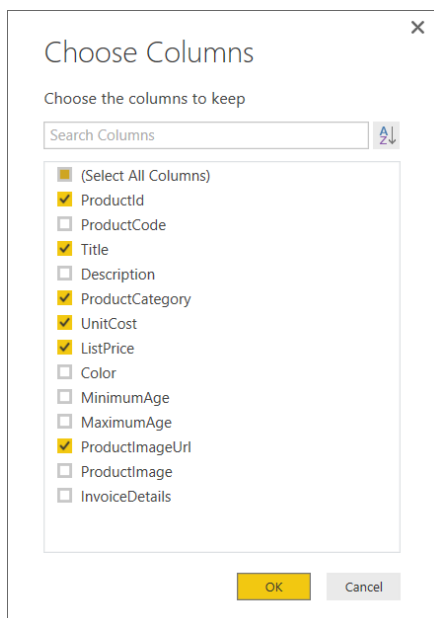 Choose Columns
Choose the columns to keep
Search Columns
(Select All Columns)
ProductId
ProductCode
Title
Description
ProductCategory
UnitCost
ListPrice
Color
MinimumAge
MaximumAge
ProductImageUrl
ProductImage
InvoiceDetails
OK Cancel